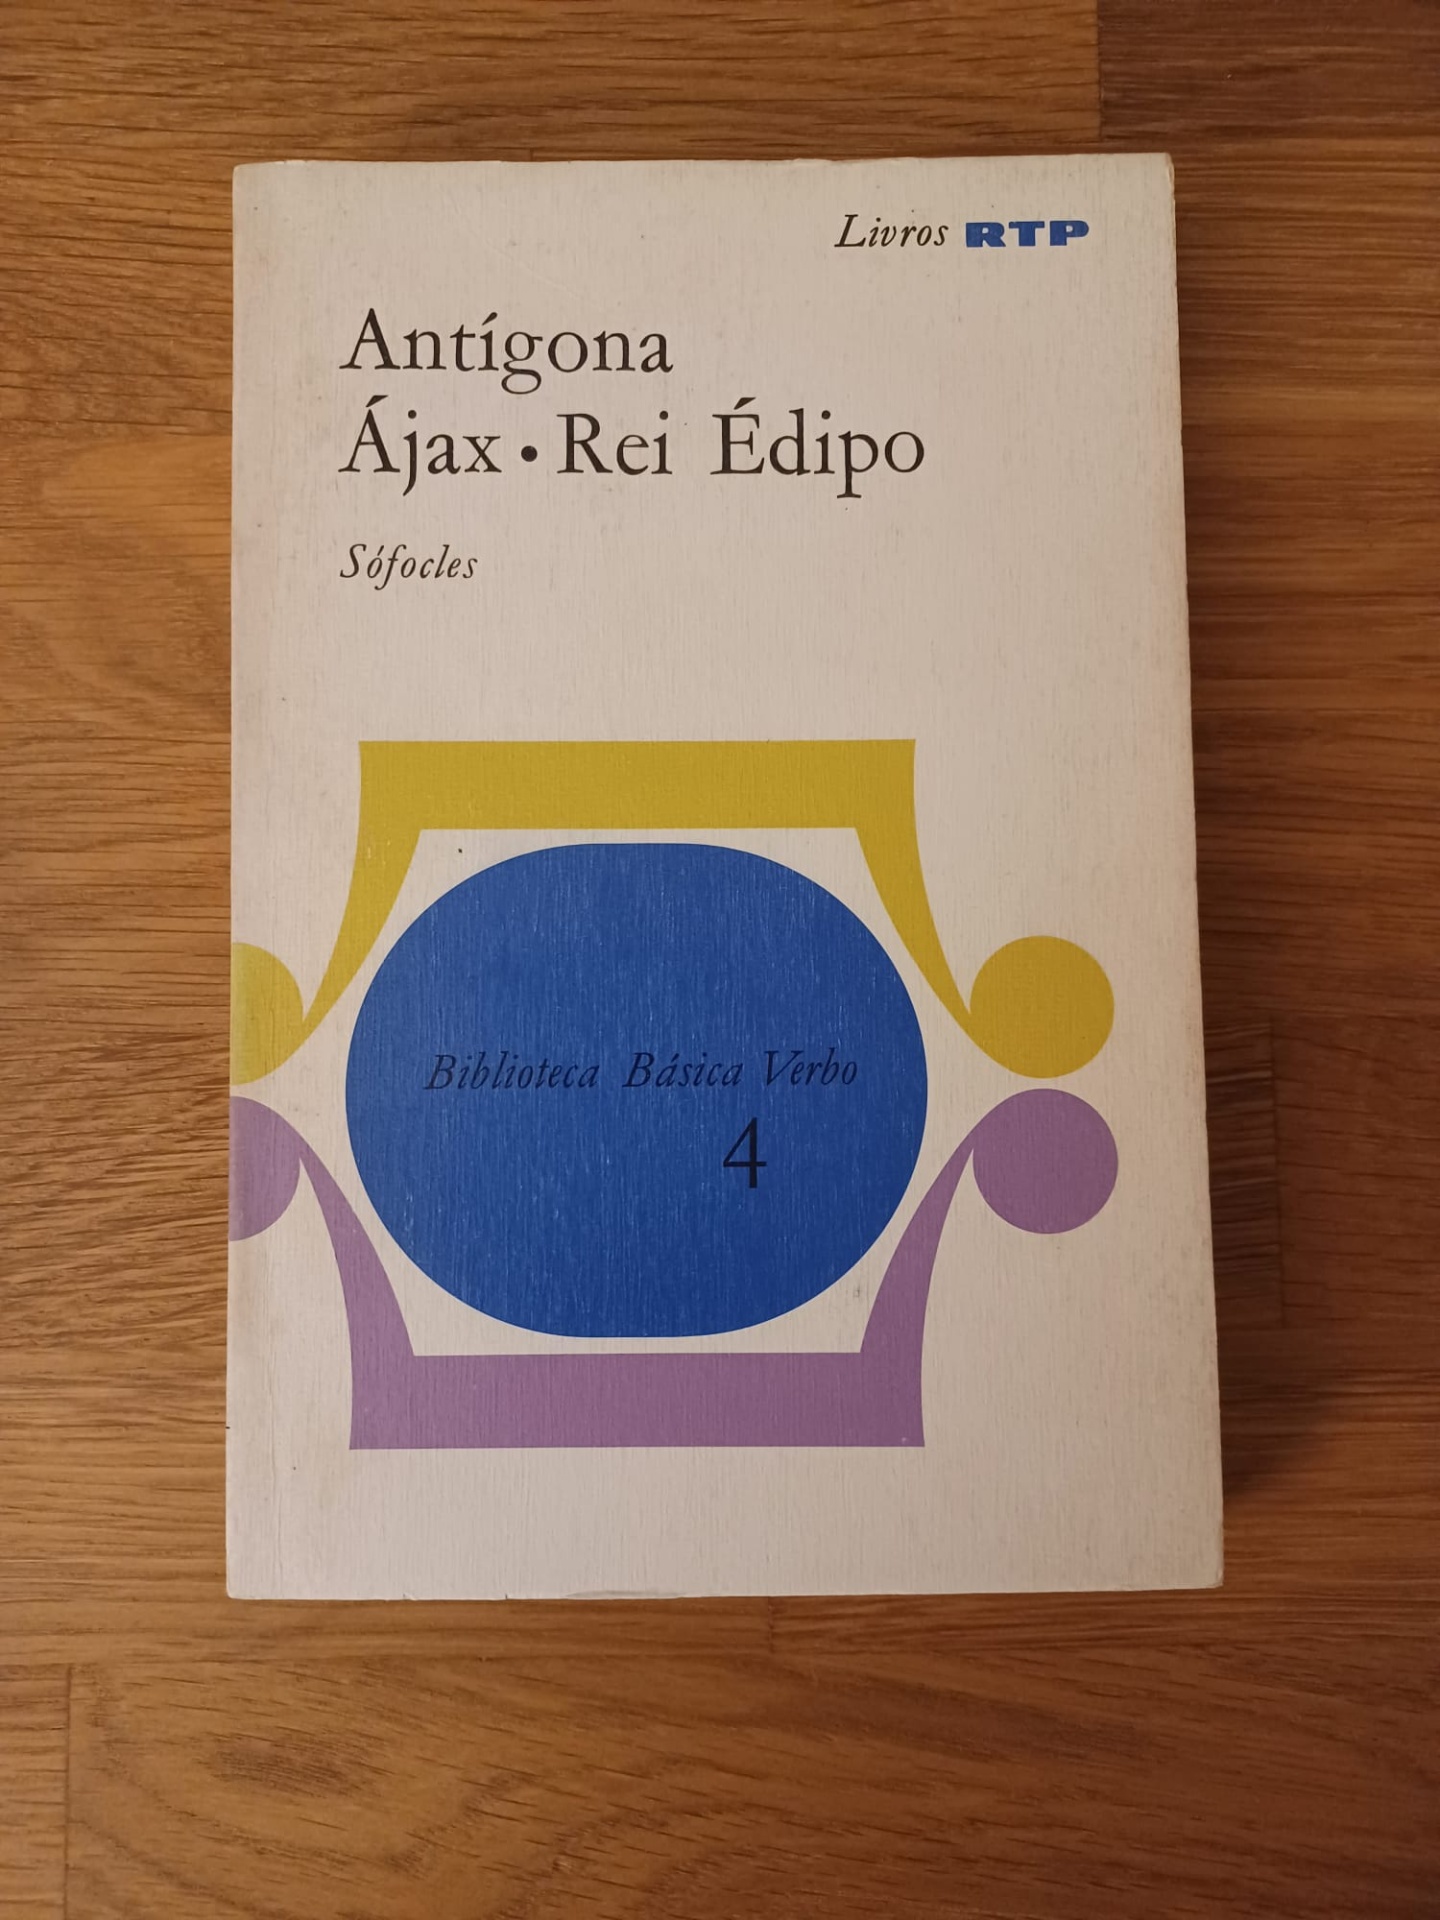 Livros RTP
Antígona
Ájax • Rei Édipo
Sófocles
Biblioteca Básica Verbo
4